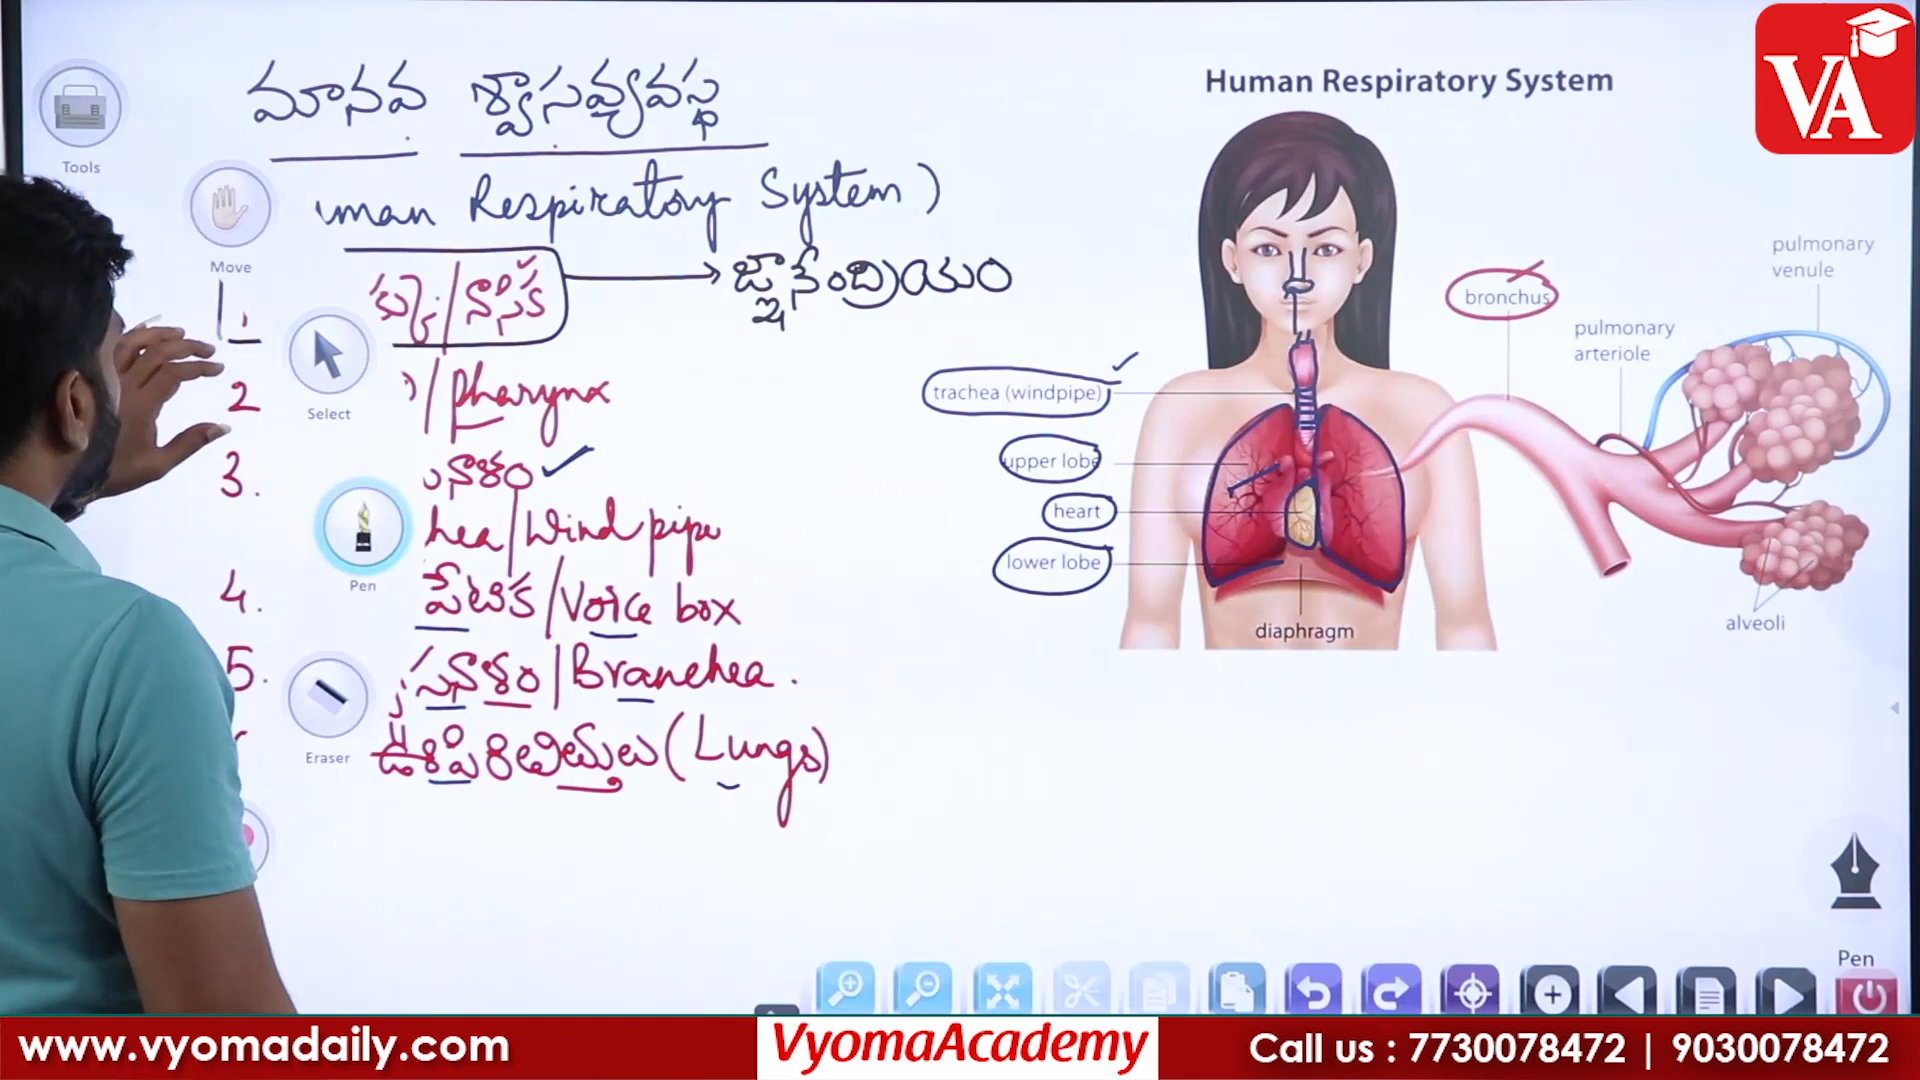 మానవ శ్వాసవ్యవస్థ
uman Respiratory System)
క్కు/నాసిక → జ్ఞానేంద్రియం
1
2 ) / pharynx
3. నాళం ✓
hea/Wind pipe
4. పేటిక/Voice box
5. సనాళం/Branchea.
ఊపిరితిత్తులు (Lungs)
Tools
Move
Select
Pen
Eraser
Human Respiratory System
bronchus
pulmonary
venule
pulmonary
arteriole
trachea (windpipe)
upper lobe
heart
lower lobe
diaphragm
alveoli
VA
Pen
www.vyomadaily.com
VyomaAcademy
Call us : 7730078472 | 9030078472